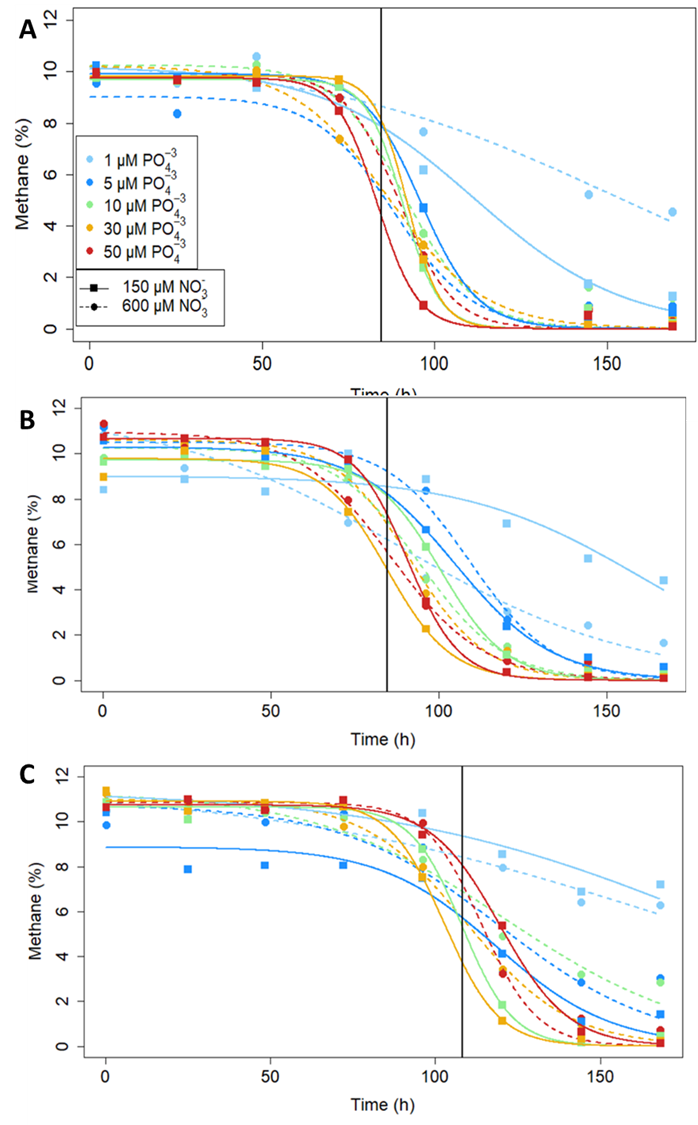 A
12
10
8
6
4
2
0
Methane (%)
1 µM PO₄⁻³
5 µM PO₄⁻³
10 µM PO₄⁻³
30 µM PO₄⁻³
50 µM PO₄⁻³
150 µM NO₃⁻
600 µM NO₃⁻
0 50 100 150
Time (h)
B
12
10
8
6
4
2
0
Methane (%)
0 50 100 150
Time (h)
C
12
10
8
6
4
2
0
Methane (%)
0 50 100 150
Time (h)